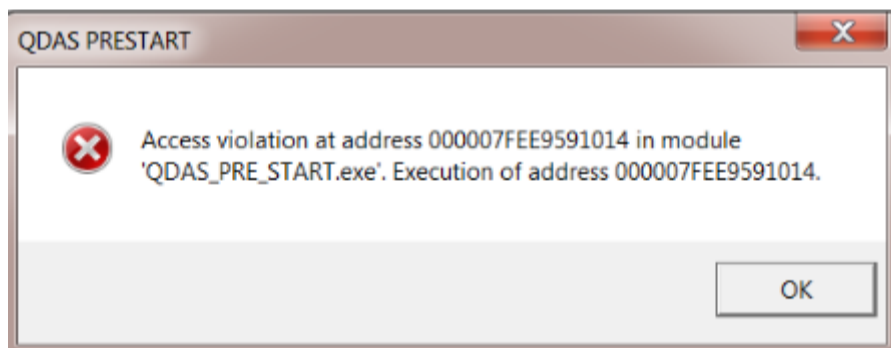 QDAS PRESTART
Access violation at address 000007FEE9591014 in module
'QDAS_PRE_START.exe'. Execution of address 000007FEE9591014.
OK